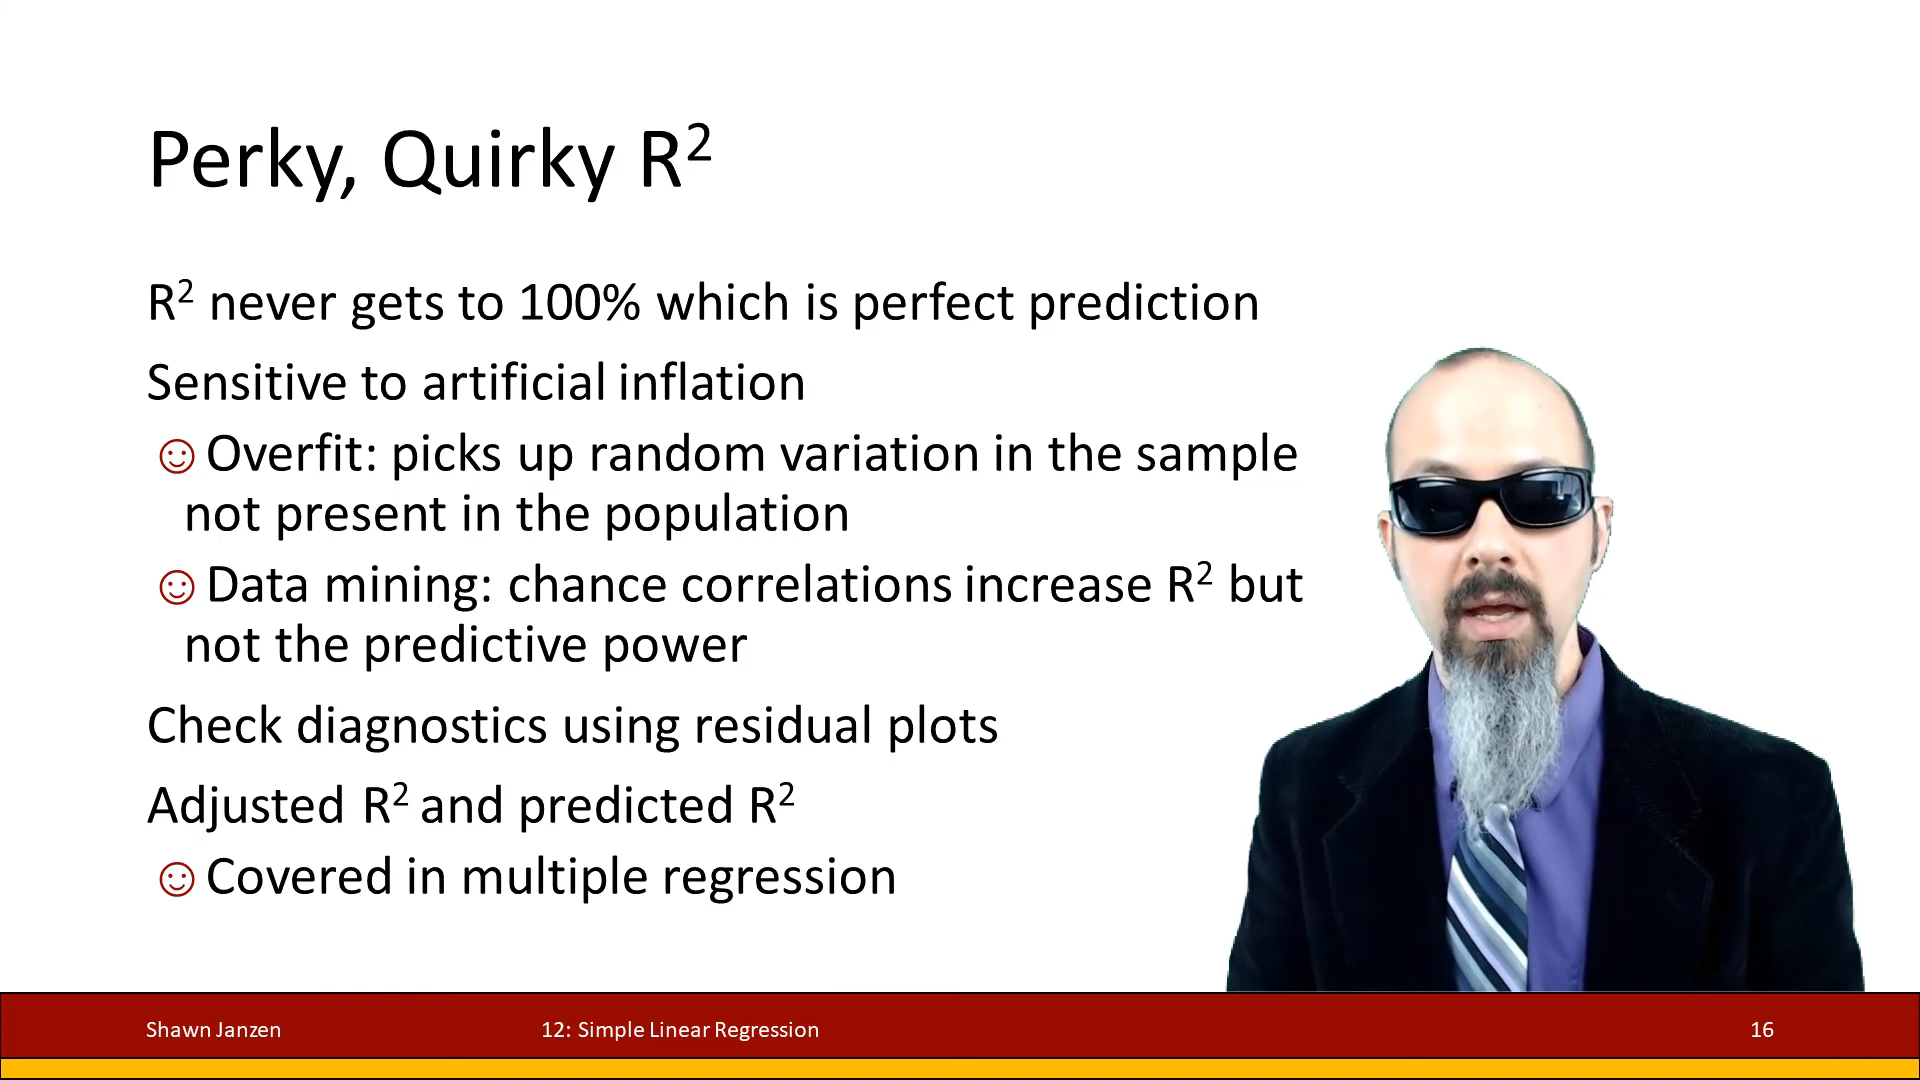 Perky, Quirky R²
R² never gets to 100% which is perfect prediction
Sensitive to artificial inflation
☺Overfit: picks up random variation in the sample
not present in the population
☺Data mining: chance correlations increase R² but
not the predictive power
Check diagnostics using residual plots
Adjusted R² and predicted R²
☺Covered in multiple regression
Shawn Janzen 12: Simple Linear Regression 16